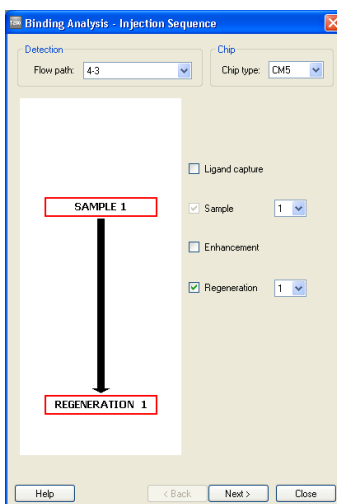 Binding Analysis - Injection Sequence
Detection
Flow path: 4-3
Chip
Chip type: CM5
SAMPLE 1
REGENERATION 1
Ligand capture
Sample 1
Enhancement
Regeneration 1
Help
< Back
Next >
Close